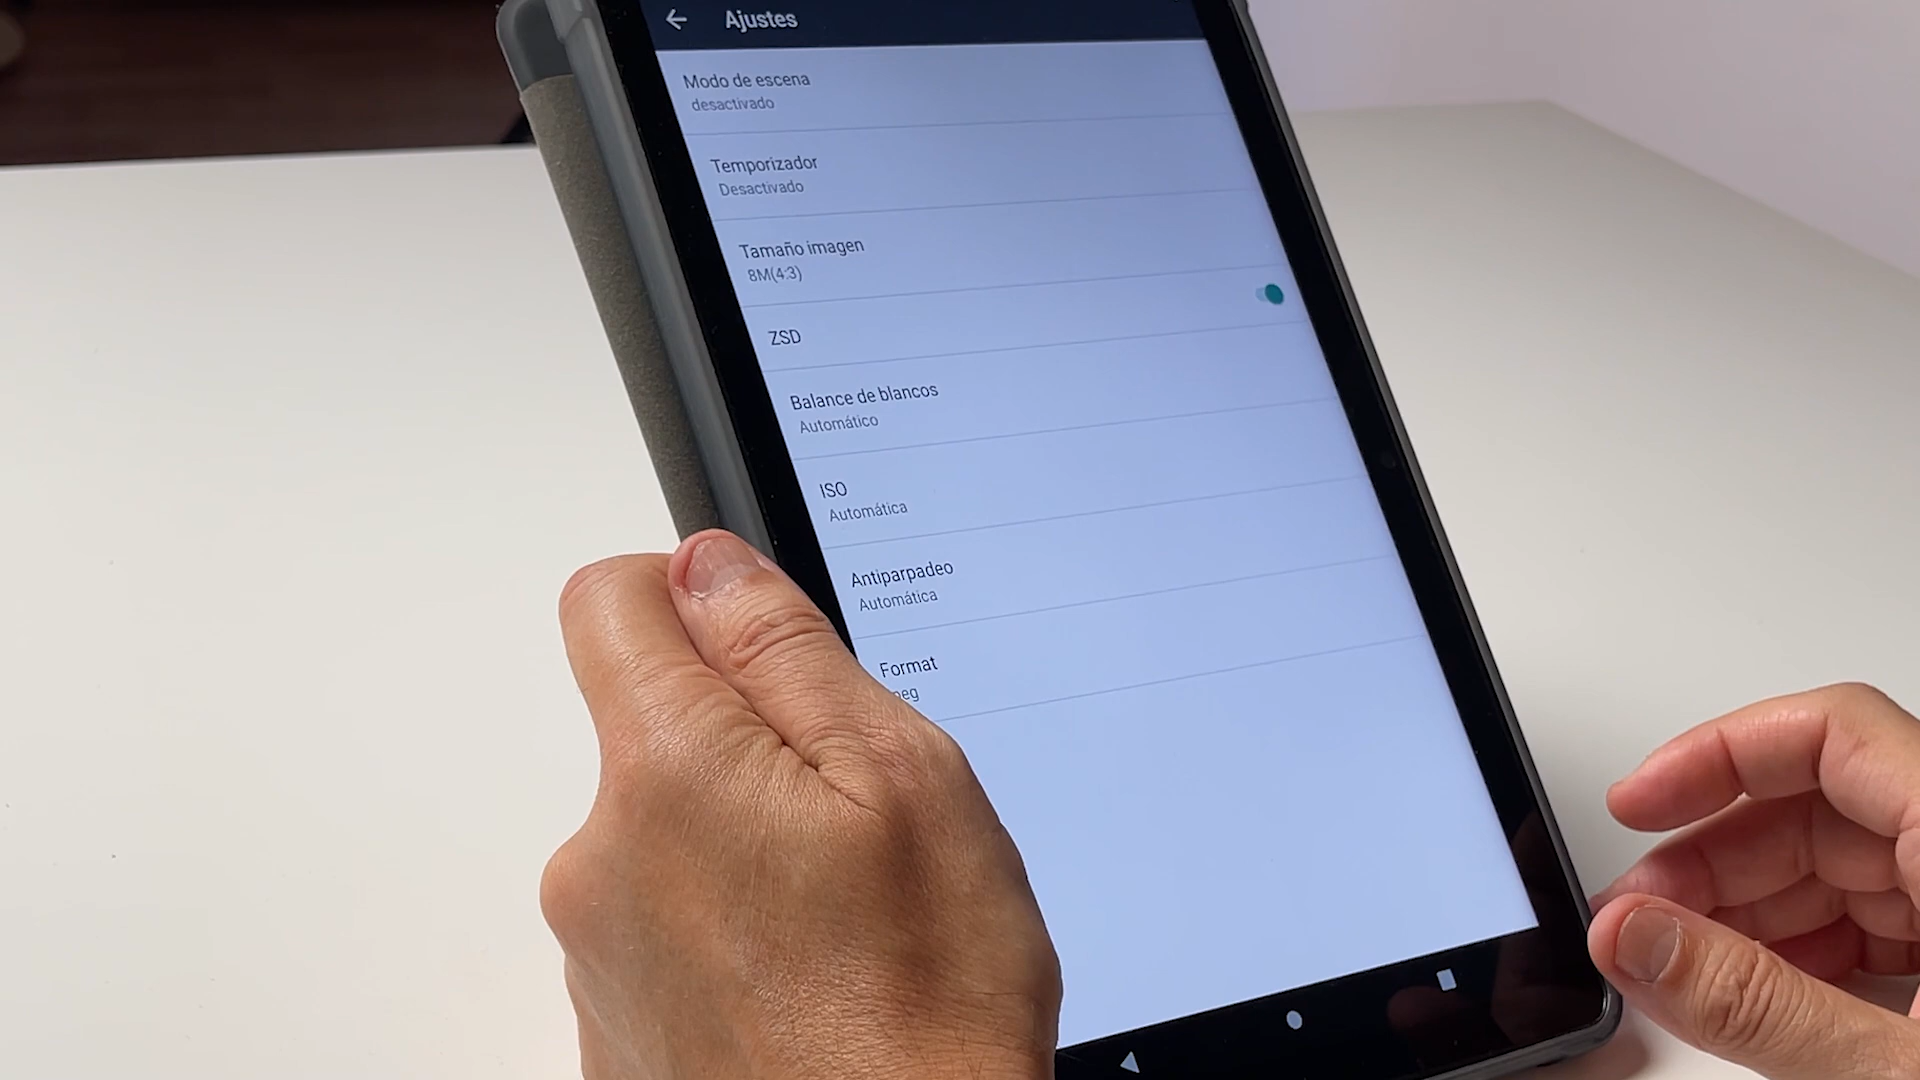 Ajustes
Modo de escena
desactivado
Temporizador
Desactivado
Tamaño imagen
8M(4:3)
ZSD
Balance de blancos
Automático
ISO
Automática
Antiparpadeo
Automática
Format